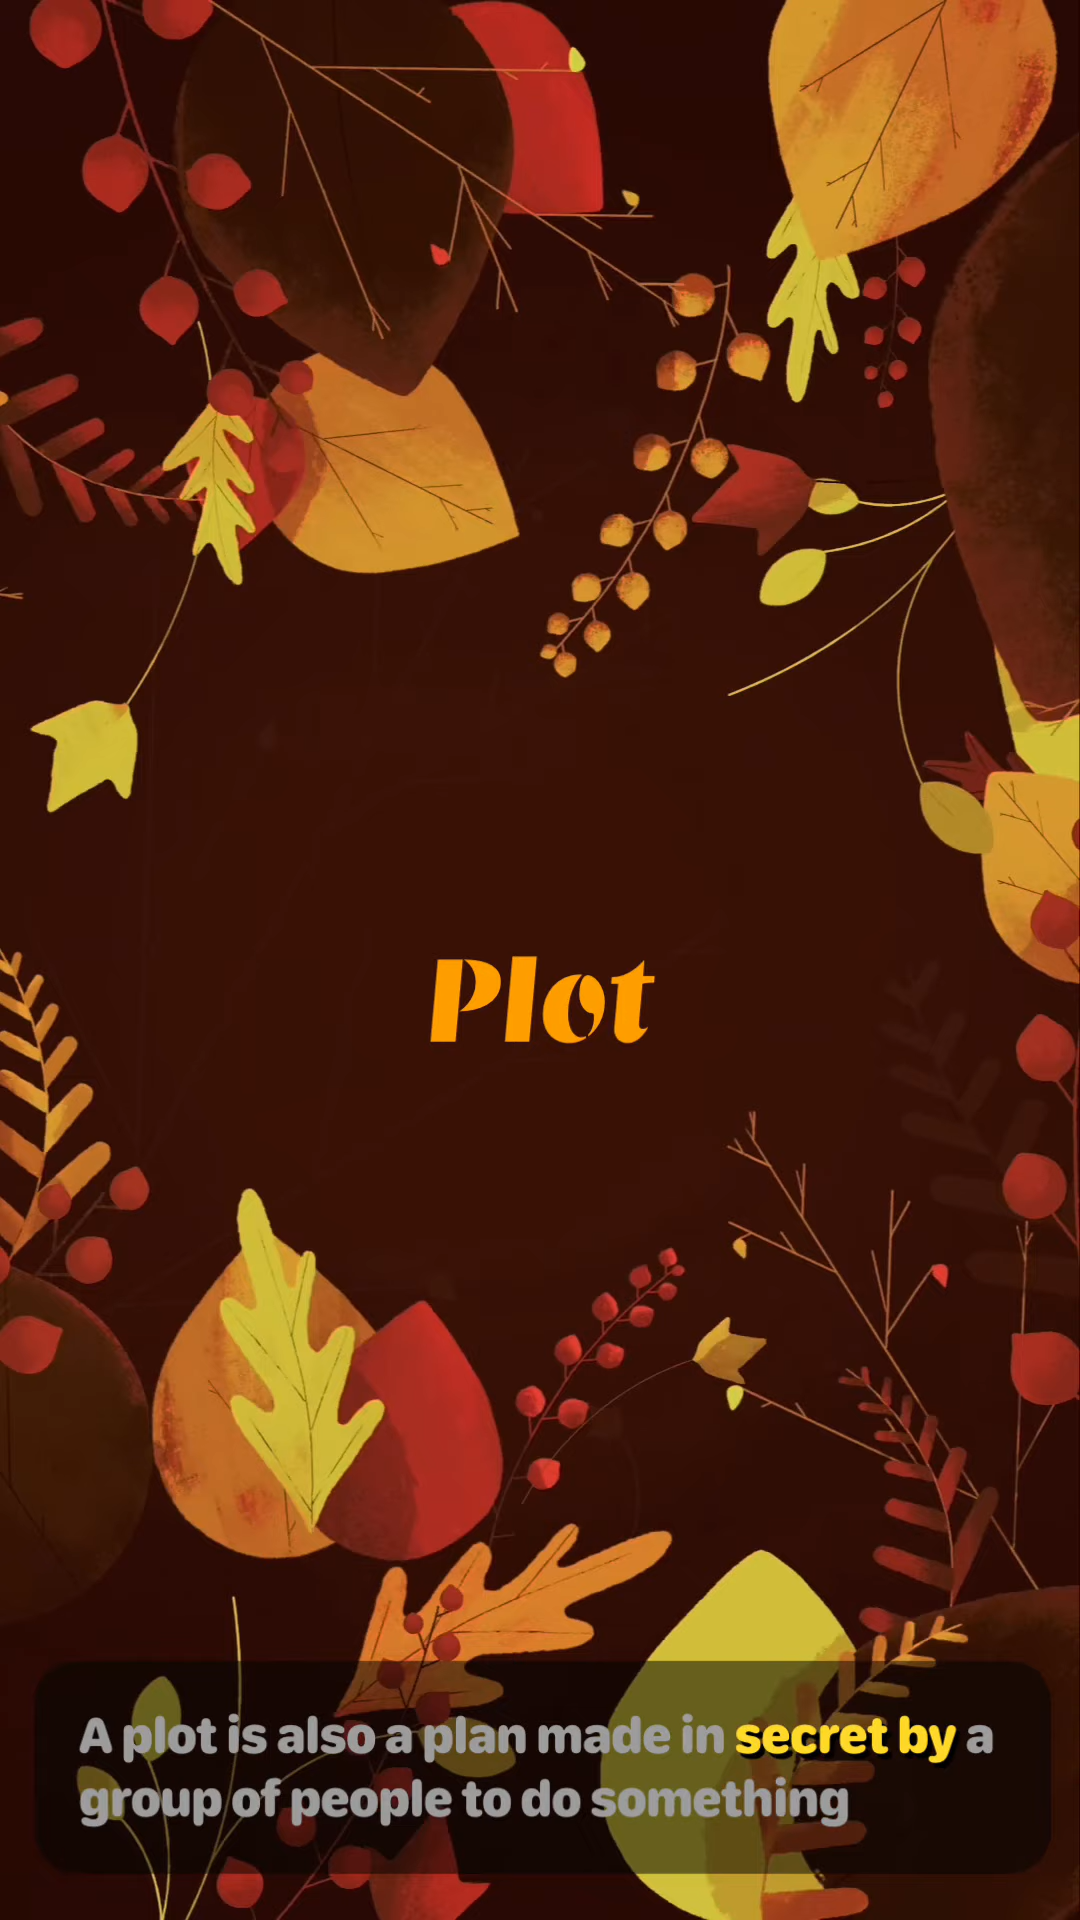 Plot
A plot is also a plan made in secret by a
group of people to do something